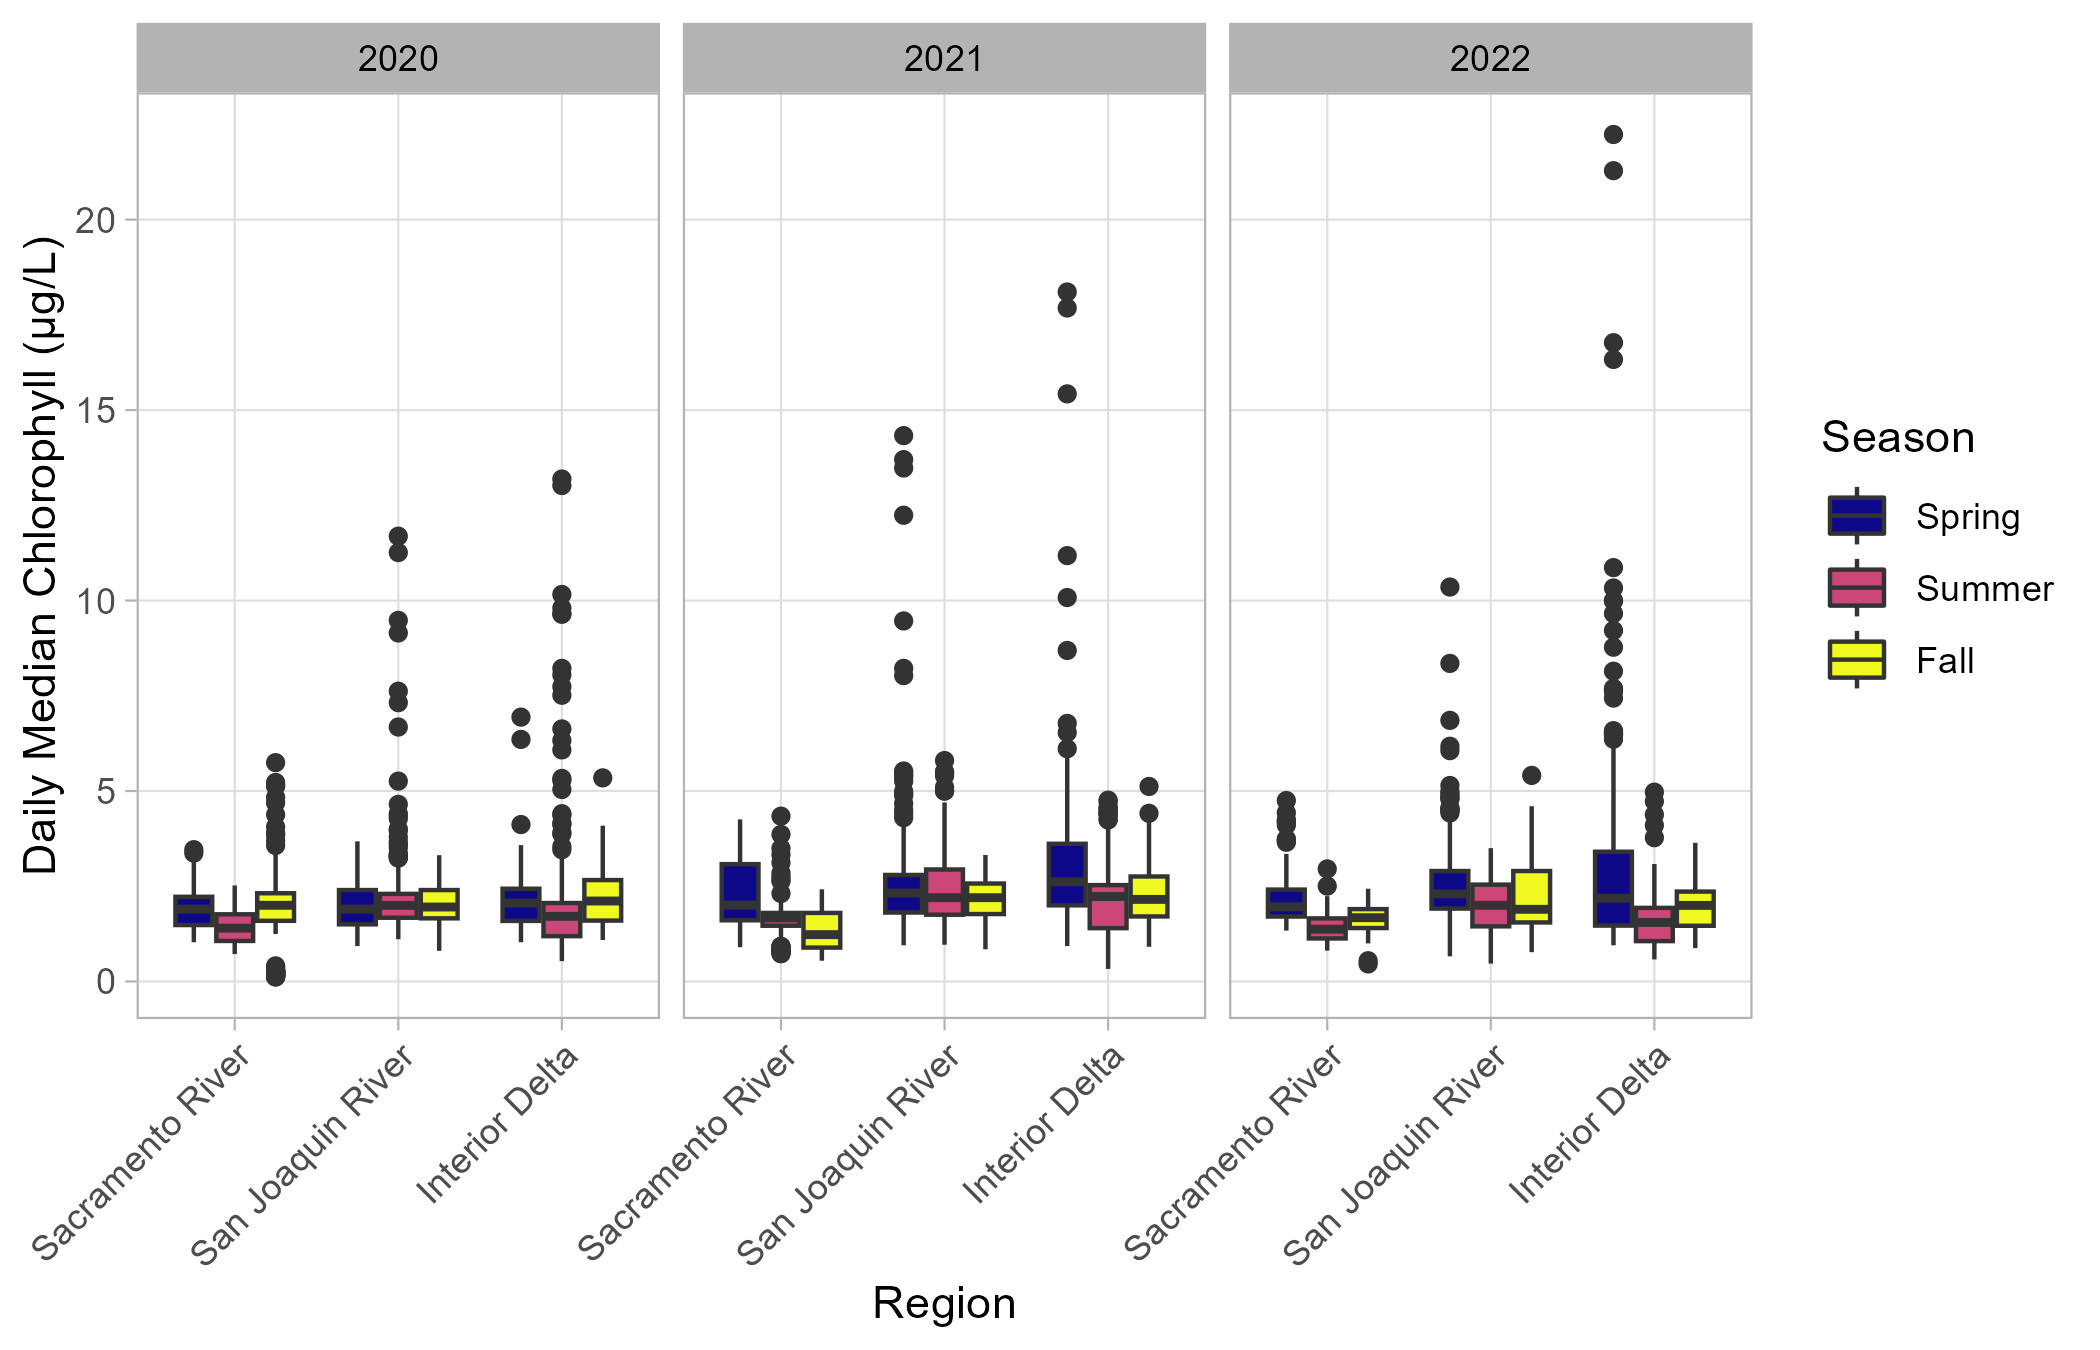 2020
2021
2022
Daily Median Chlorophyll (µg/L)
20
15
10
5
0
Sacramento River
San Joaquin River
Interior Delta
Sacramento River
San Joaquin River
Interior Delta
Sacramento River
San Joaquin River
Interior Delta
Region
Season
Spring
Summer
Fall